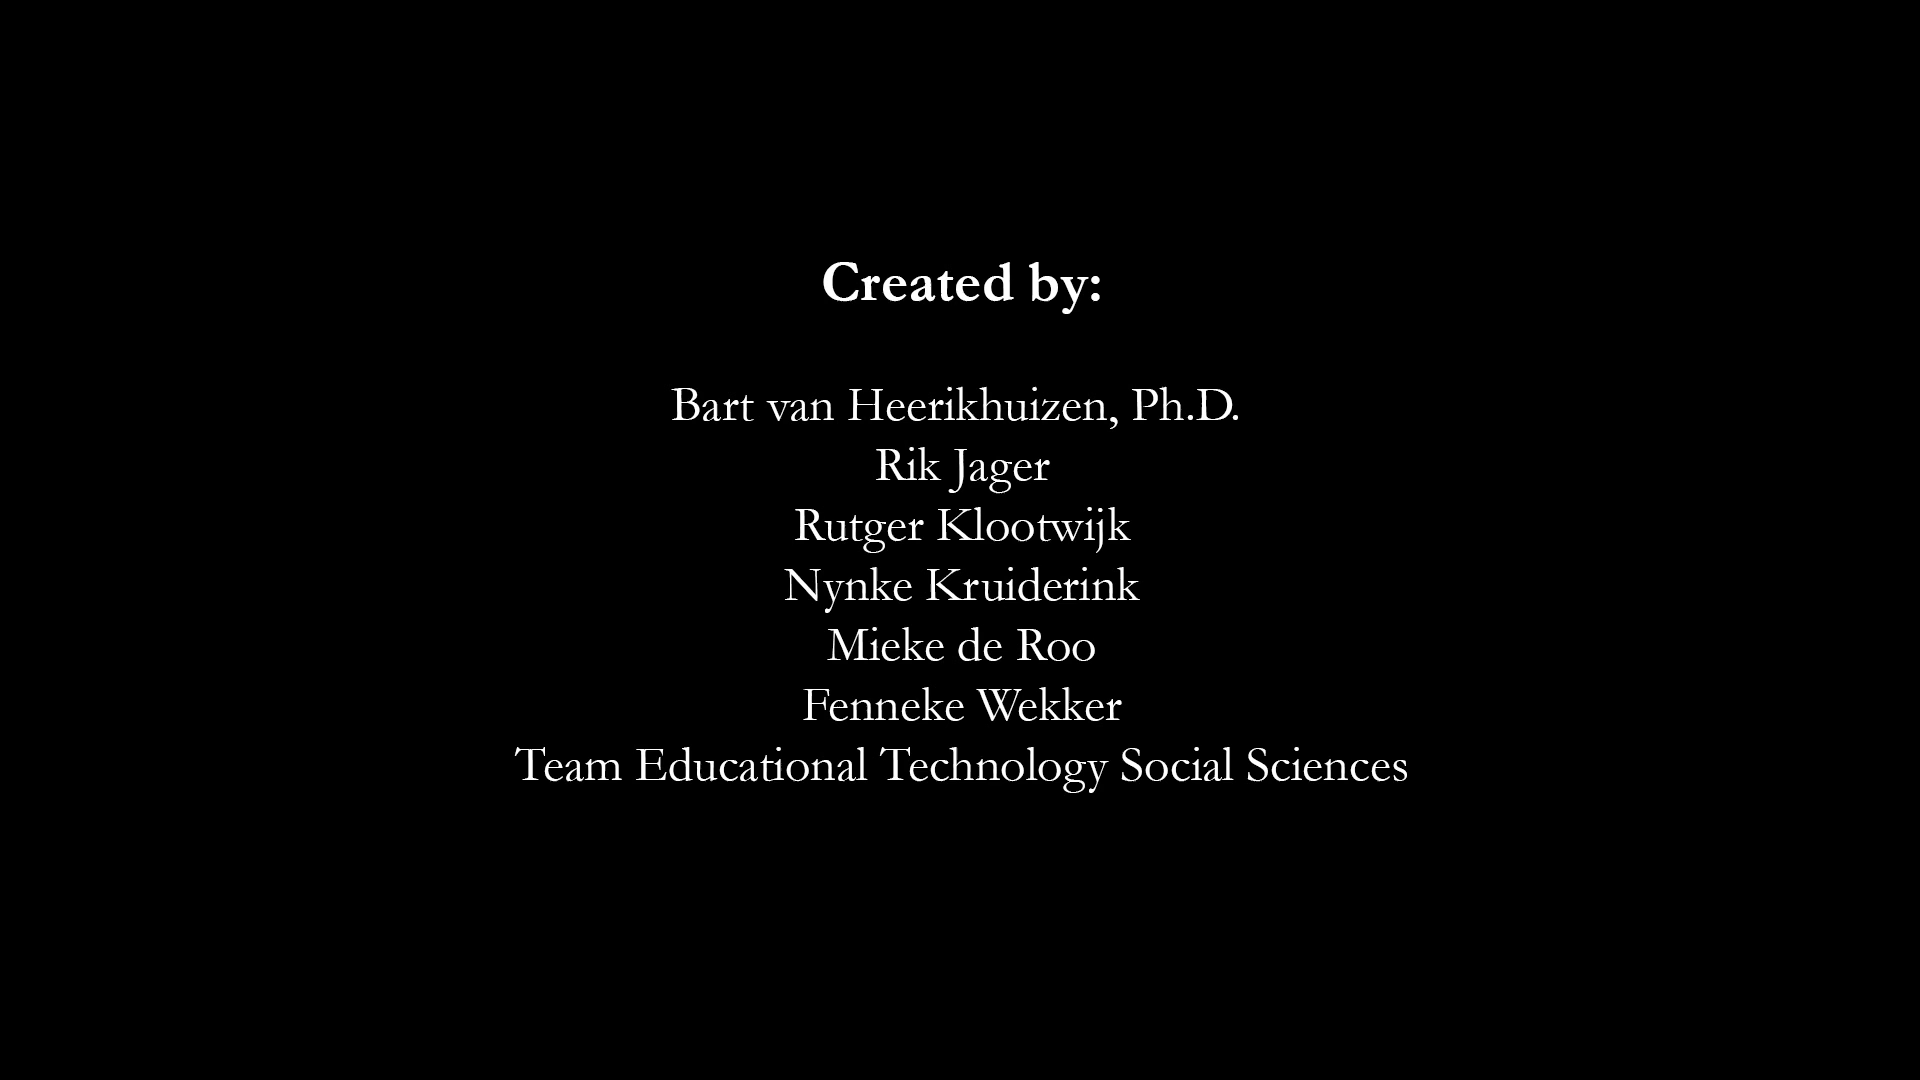 Created by:
Bart van Heerikhuizen, Ph.D.
Rik Jager
Rutger Klootwijk
Nynke Kruiderink
Mieke de Roo
Fenneke Wekker
Team Educational Technology Social Sciences